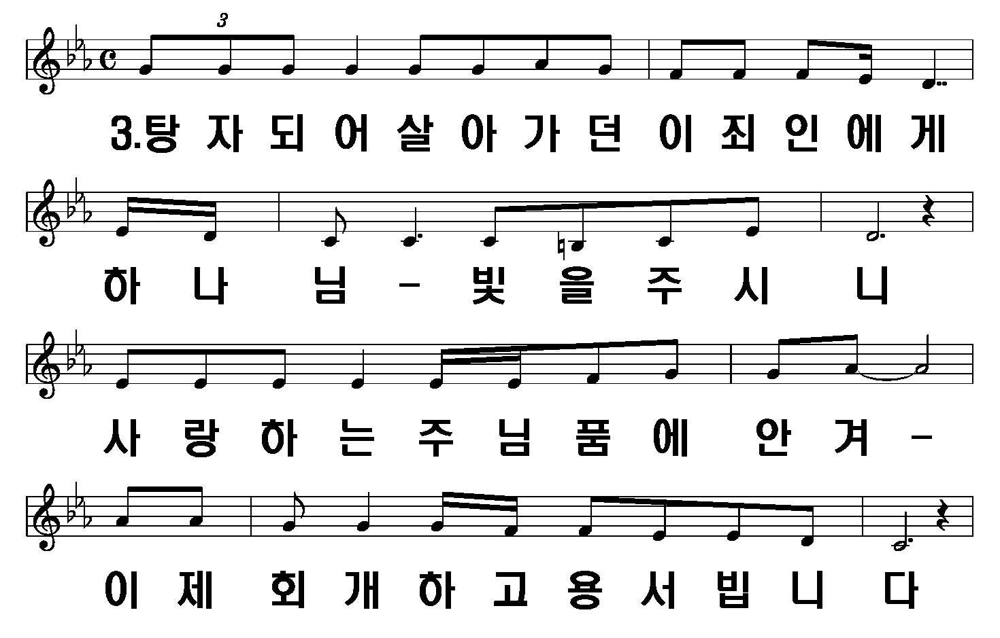 3
3.탕 자 되 어 살 아 가 던 이 죄 인 에 게
하 나 님 - 빛 을 주 시 니
사 랑 하 는 주 님 품 에 안 겨 -
이 제 회 개 하 고 용 서 빕 니 다